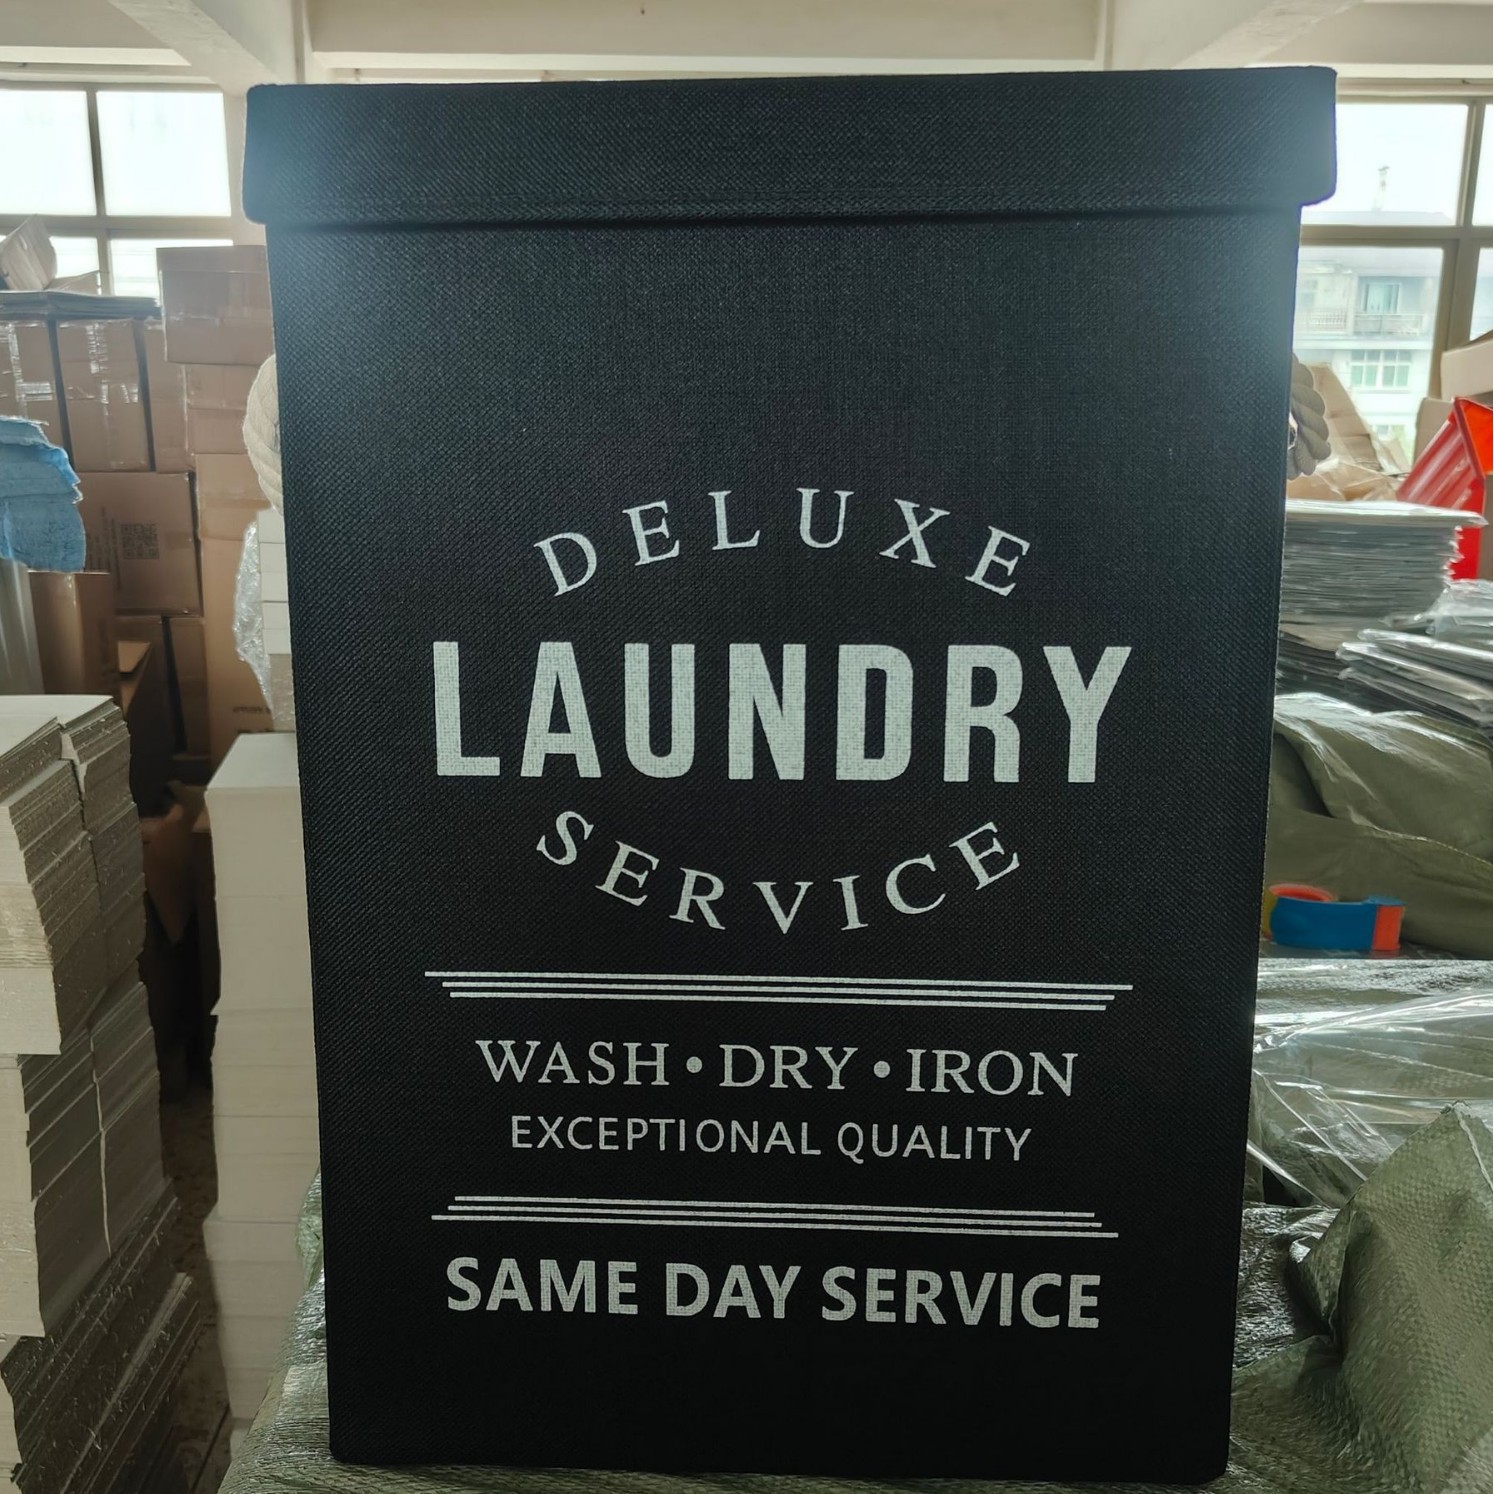 DELUXE
LAUNDRY
SERVICE
WASH • DRY • IRON
EXCEPTIONAL QUALITY
SAME DAY SERVICE